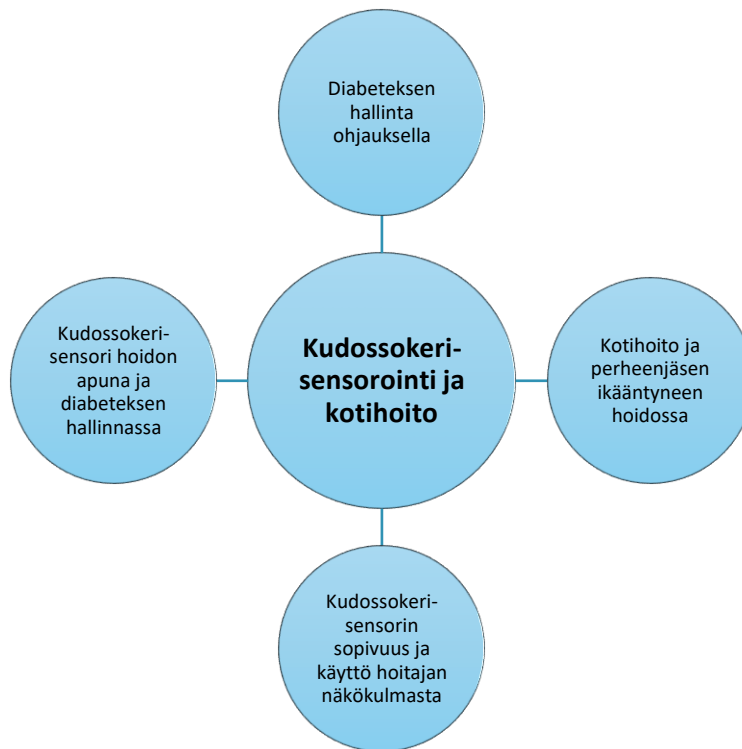 Diabeteksen
hallinta
ohjauksella
Kudossokeri-
sensori hoidon
apuna ja
diabeteksen
hallinnassa
Kudossokeri-
sensorointi ja
kotihoito
Kotihoito ja
perheenjäsen
ikääntyneen
hoidossa
Kudossokeri-
sensorin
sopivuus ja
käyttö hoitajan
näkökulmasta